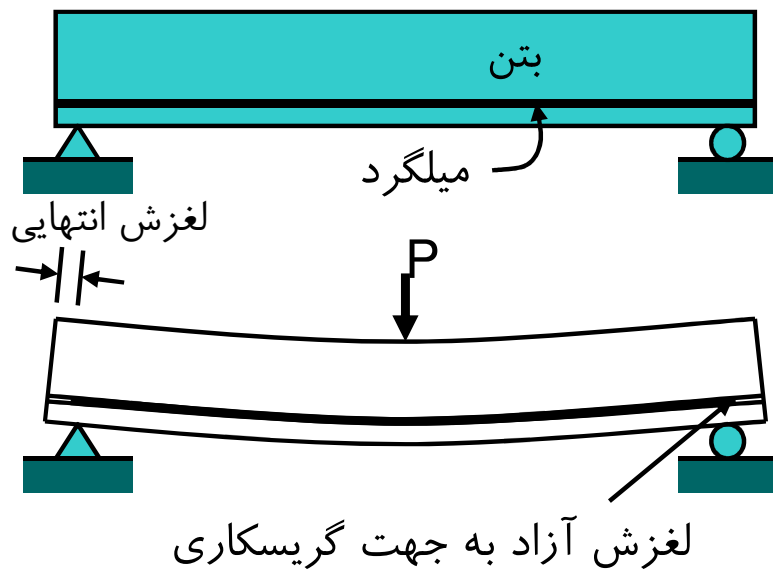 بتن
میلگرد
لغزش انتهایی
P
لغزش آزاد به جهت گریسکاری